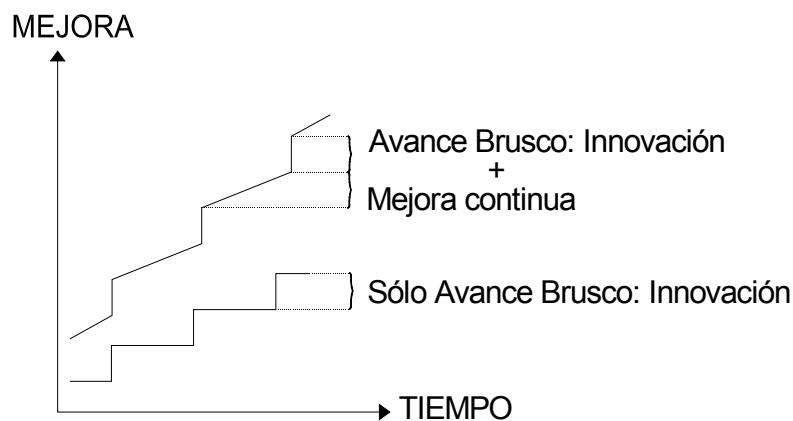 MEJORA
Avance Brusco: Innovación
+
Mejora continua
Sólo Avance Brusco: Innovación
TIEMPO